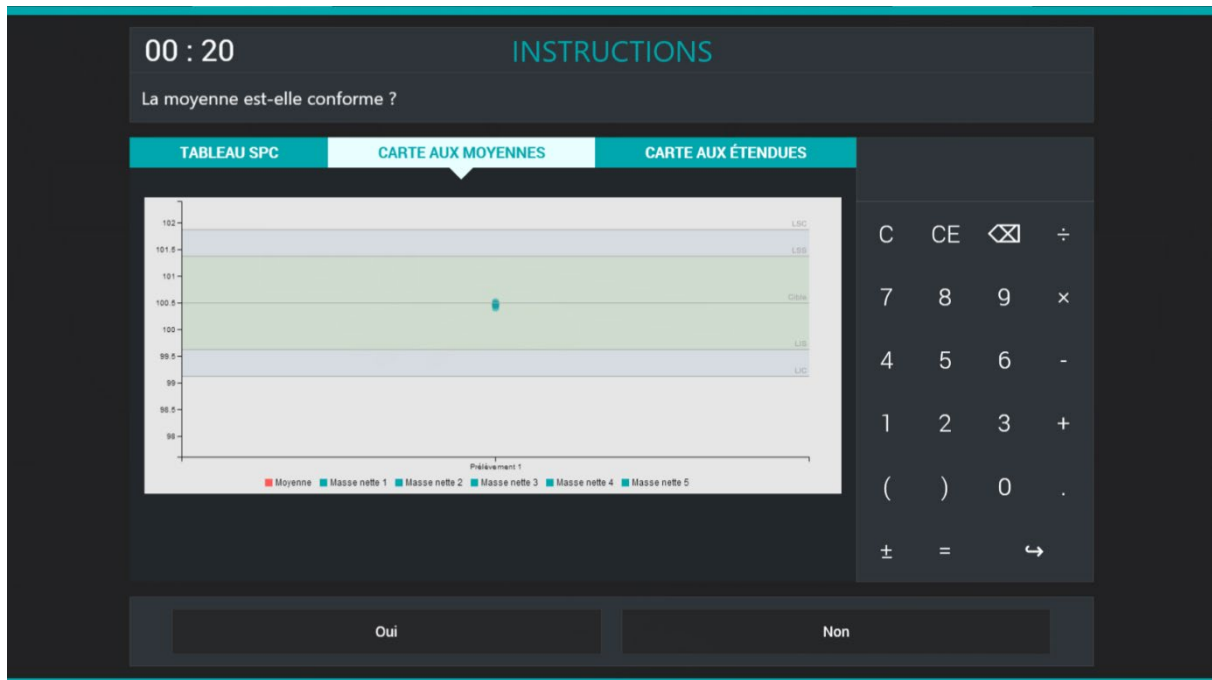 00 : 20
INSTRUCTIONS
La moyenne est-elle conforme ?
TABLEAU SPC
CARTE AUX MOYENNES
CARTE AUX ÉTENDUES
102
101.5
101
100.5
100
99.5
99
98.5
98
LSC
LSS
LIS
LIC
Prélèvement 1
Moyenne Masse nette 1 Masse nette 2 Masse nette 3 Masse nette 4 Masse nette 5
C CE ÷
7 8 9 ×
4 5 6 -
1 2 3 +
( ) 0 .
± =
Oui
Non